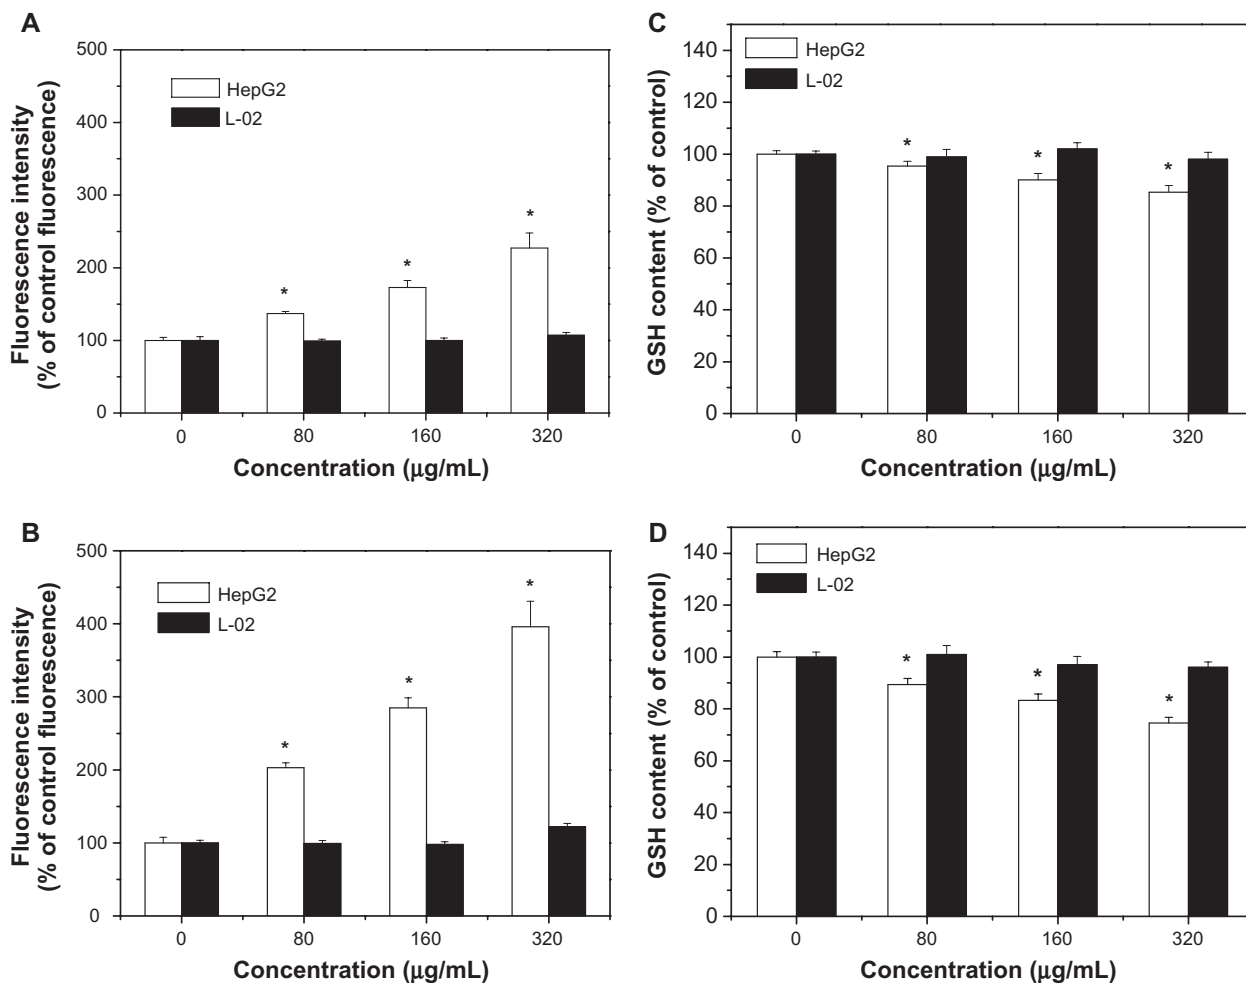 A
Fluorescence intensity
(% of control fluorescence)
500
400
300
200
100
0
HepG2
L-02
*
*
*
0 80 160 320
Concentration (µg/mL)
C
GSH content (% of control)
140
120
100
80
60
40
20
0
HepG2
L-02
*
*
*
0 80 160 320
Concentration (µg/mL)
B
Fluorescence intensity
(% of control fluorescence)
500
400
300
200
100
0
HepG2
L-02
*
*
*
0 80 160 320
Concentration (µg/mL)
D
GSH content (% of control)
140
120
100
80
60
40
20
0
HepG2
L-02
*
*
*
0 80 160 320
Concentration (µg/mL)